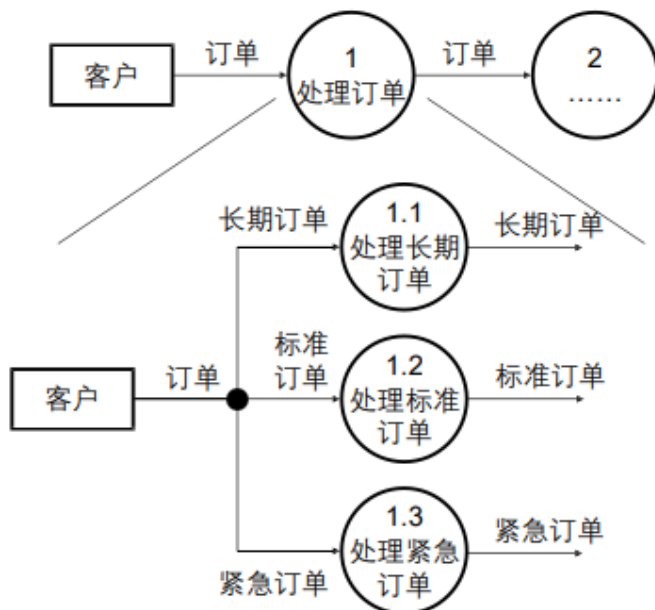 客户
订单
1
处理订单
订单
2
……
长期订单
1.1
处理长期
订单
长期订单
客户
订单
标准
订单
1.2
处理标准
订单
标准订单
紧急订单
1.3
处理紧急
订单
紧急订单